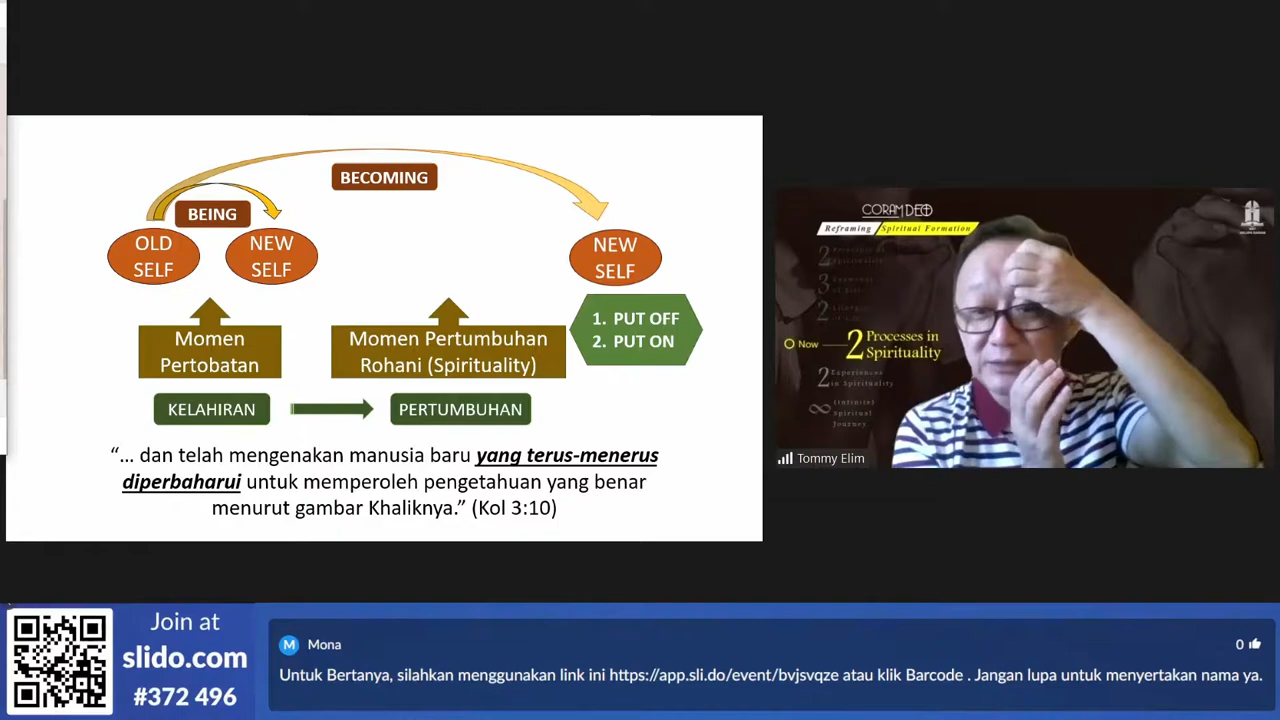 BECOMING
BEING
OLD
SELF
NEW
SELF
NEW
SELF
1. PUT OFF
2. PUT ON
Momen
Pertobatan
Momen Pertumbuhan
Rohani (Spirituality)
KELAHIRAN
PERTUMBUHAN
“... dan telah mengenakan manusia baru yang terus-menerus
diperbaharui untuk memperoleh pengetahuan yang benar
menurut gambar Khaliknya.” (Kol 3:10)
CORAM DEO
Reframing Spiritual Formation
Now 2 Processes in
Spirituality
2 Experiences
in Spirituality
∞ (Infinite)
Spiritual
Journey
Tommy Elim
Join at
slido.com
#372 496
M Mona
0
Untuk Bertanya, silahkan menggunakan link ini https://app.sli.do/event/bvjsvqze atau klik Barcode . Jangan lupa untuk menyertakan nama ya.